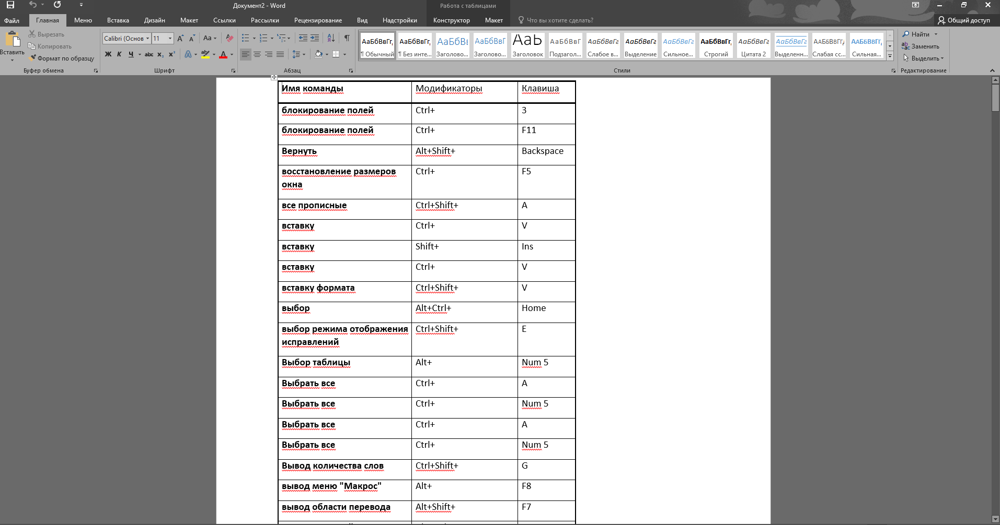 Документ2 - Word
Работа с таблицами
Файл Главная Меню Вставка Дизайн Макет Ссылки Рассылки Рецензирование Вид Надстройки Конструктор Макет Что вы хотите сделать? Общий доступ
Вставить
Вырезать
Копировать
Формат по образцу
Буфер обмена
Calibri (Основ 11
Aa
Ж К Ч abc x₂ x²
Шрифт
Абзац
АаБбВвГг, АаБбВвГг, АаБбВı АаБбВвГ АаЬ АаБбВвГ АаБбВвГг АаБбВвГг АаБбВвГг АаБбВвГг, АаБбВвГг АаБбВвГг ААБбВвГгД ААБбВвГг,
¶ Обычный ¶ Без инте... Заголово... Заголово... Заголовок Подзагол... Слабое в... Выделение Сильное... Строгий Цитата 2 Выделенн... Слабая сс... Сильная...
Стили
Найти
Заменить
Выделить
Редактирование
Имя команды Модификаторы Клавиша
блокирование полей Ctrl+ 3
блокирование полей Ctrl+ F11
Вернуть Alt+Shift+ Backspace
восстановление размеров Ctrl+ F5
окна
все прописные Ctrl+Shift+ A
вставку Ctrl+ V
вставку Shift+ Ins
вставку Ctrl+ V
вставку формата Ctrl+Shift+ V
выбор Alt+Ctrl+ Home
выбор режима отображения Ctrl+Shift+ E
исправлений
Выбор таблицы Alt+ Num 5
Выбрать все Ctrl+ A
Выбрать все Ctrl+ Num 5
Выбрать все Ctrl+ A
Выбрать все Ctrl+ Num 5
Вывод количества слов Ctrl+Shift+ G
вывод меню "Макрос" Alt+ F8
вывод области перевода Alt+Shift+ F7